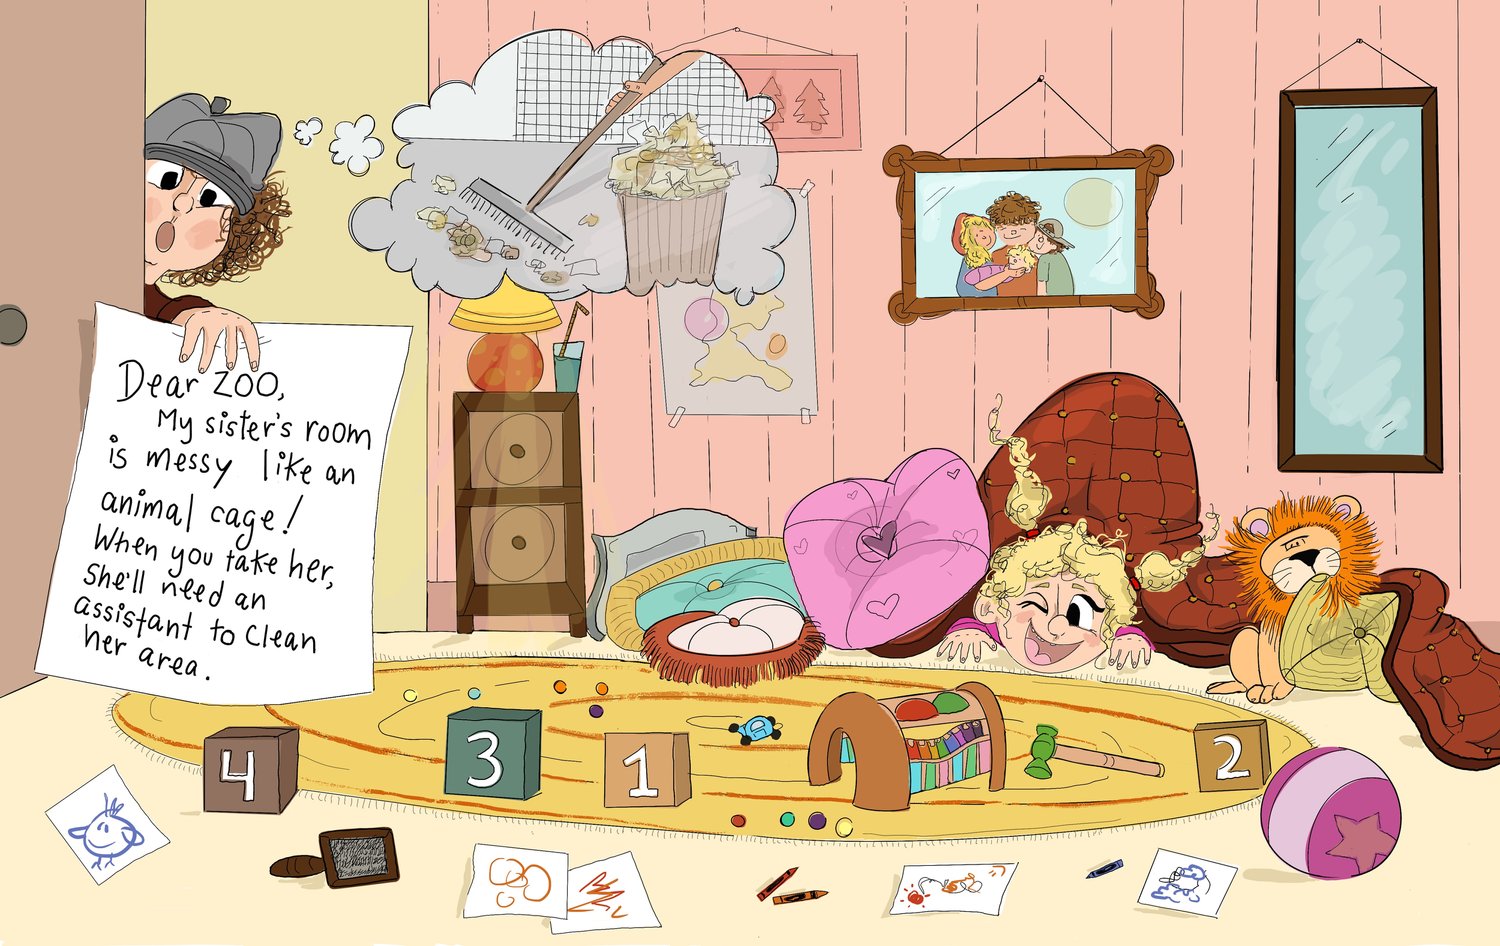 Dear ZOO,
My sister's room
is messy like an
animal cage!
When you take her,
she'll need an
assistant to clean
her area.
4
3
1
2